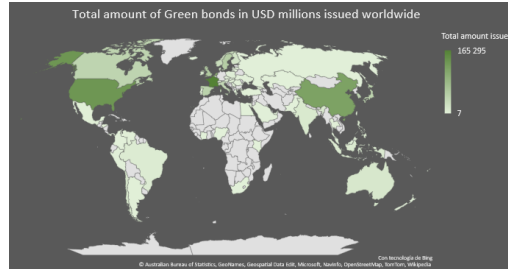 Total amount of Green bonds in USD millions issued worldwide
Total amount issue
165 295
7
Con tecnología de Bing
© Australian Bureau of Statistics, GeoNames, Geospatial Data Edit, Microsoft, Navinfo, OpenStreetMap, TomTom, Wikipedia